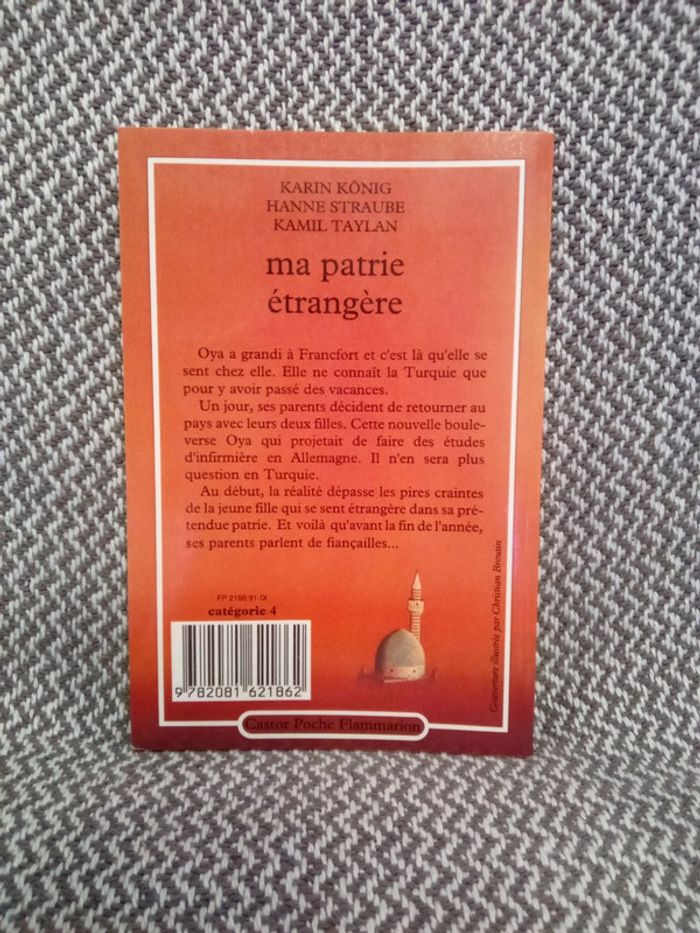 KARIN KÖNIG
HANNE STRAUBE
KAMIL TAYLAN
ma patrie
étrangère
Oya a grandi à Francfort et c'est là qu'elle se
sent chez elle. Elle ne connaît la Turquie que
pour y avoir passé des vacances.
Un jour, ses parents décident de retourner au
pays avec leurs deux filles. Cette nouvelle boule-
verse Oya qui projetait de faire des études
d'infirmière en Allemagne. Il n'en sera plus
question en Turquie.
Au début, la réalité dépasse les pires craintes
de la jeune fille qui se sent étrangère dans sa pré-
tendue patrie. Et voilà qu'avant la fin de l'année,
ses parents parlent de fiançailles...
FP 2186 91-IX
catégorie 4
9 782081 621862
Couverture illustrée par Christian Broutin
Castor Poche Flammarion